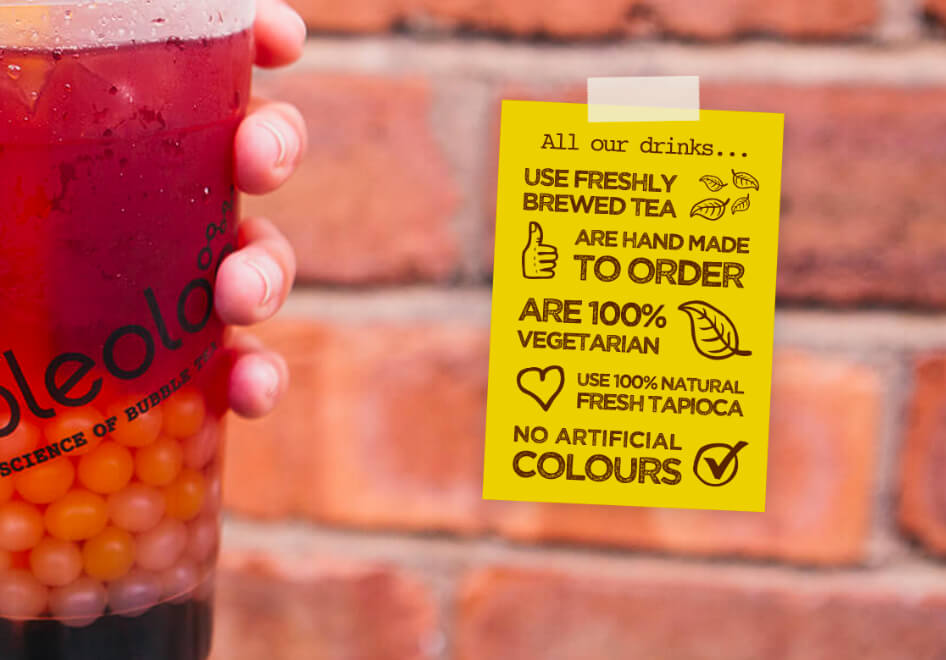 SCIENCE OF BUBBLE TEA
All our drinks...
USE FRESHLY
BREWED TEA
ARE HAND MADE
TO ORDER
ARE 100%
VEGETARIAN
USE 100% NATURAL
FRESH TAPIOCA
NO ARTIFICIAL
COLOURS